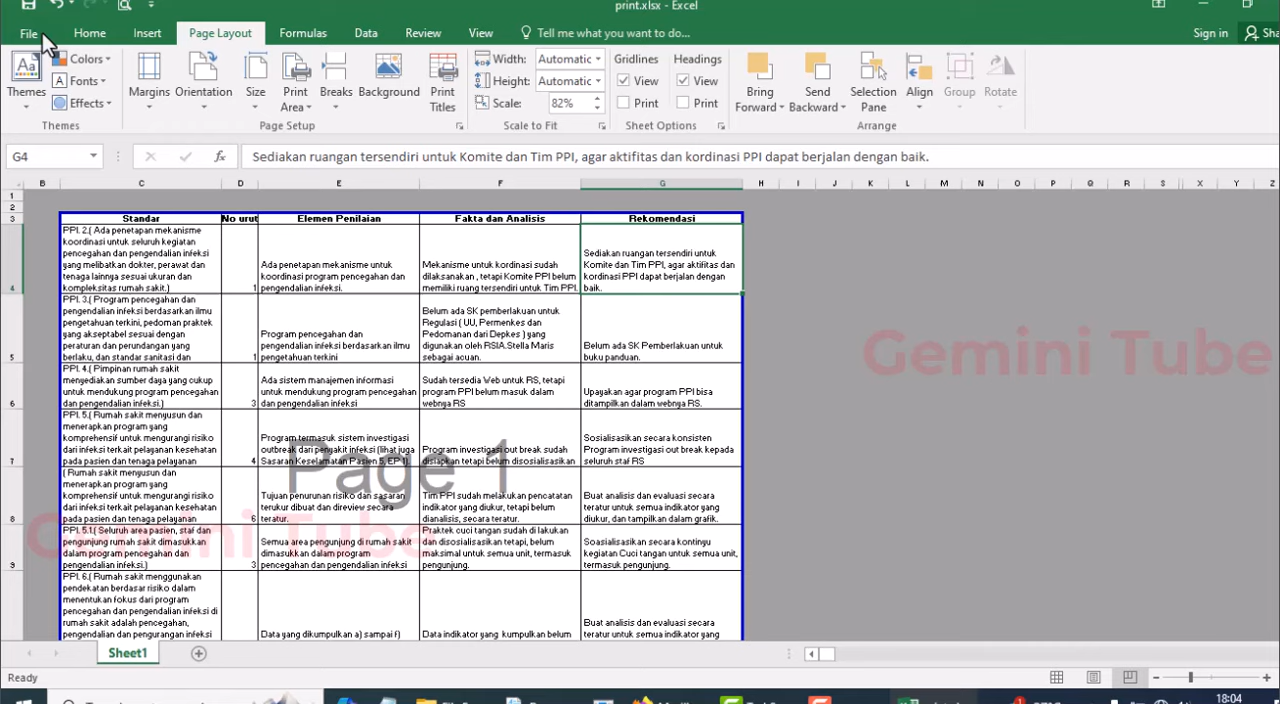 print.xlsx - Excel
File Home Insert Page Layout Formulas Data Review View Tell me what you want to do... Sign in Sha
Themes
Colors
Fonts
Effects
Themes
Margins Orientation Size Print Area Breaks Background Print Titles
Page Setup
Width: Automatic
Height: Automatic
Scale: 82%
Scale to Fit
Gridlines Headings
View View
Print Print
Sheet Options
Bring Forward Send Backward Selection Pane Align Group Rotate
Arrange
G4 fx Sediakan ruangan tersendiri untuk Komite dan Tim PPI, agar aktifitas dan kordinasi PPI dapat berjalan dengan baik.
B C D E F G H I J K L M N O P Q R S T U V W X Y Z
1
2
3 Standar No urut Elemen Penilaian Fakta dan Analisis Rekomendasi
PPI. 2.( Ada penetapan mekanisme
koordinasi untuk seluruh kegiatan
pencegahan dan pengendalian infeksi
yang melibatkan dokter, perawat dan
tenaga lainnya sesuai ukuran dan
kompleksitas rumah sakit.)
4
1
Ada penetapan mekanisme untuk
koordinasi program pencegahan dan
pengendalian infeksi.
Mekanisme untuk kordinasi sudah
dilaksanakan , tetapi Komite PPI belum
memiliki ruang tersendiri untuk Tim PPI.
Sediakan ruangan tersendiri untuk
Komite dan Tim PPI, agar aktifitas dan
kordinasi PPI dapat berjalan dengan
baik.
PPI. 3.( Program pencegahan dan
pengendalian infeksi berdasarkan ilmu
pengetahuan terkini, pedoman praktek
yang akseptabel sesuai dengan
peraturan dan perundangan yang
berlaku, dan standar sanitasi dan
5
1
Program pencegahan dan
pengendalian infeksi berdasarkan ilmu
pengetahuan terkini
Belum ada SK pemberlakuan untuk
Regulasi ( UU, Permenkes dan
Pedomanan dari Depkes ) yang
digunakan oleh RSIA.Stella Maris
sebagai acuan.
Belum ada SK Pemberlakuan untuk
buku panduan.
PPI. 4.( Pimpinan rumah sakit
menyediakan sumber daya yang cukup
untuk mendukung program pencegahan
dan pengendalian infeksi.)
6
3
Ada sistem manajemen informasi
untuk mendukung program pencegahan
dan pengendalian infeksi
Sudah tersedia Web untuk RS, tetapi
program PPI belum masuk dalam
webnya RS
Upayakan agar program PPI bisa
ditampilkan dalam webnya RS.
PPI. 5.( Rumah sakit menyusun dan
menerapkan program yang
komprehensif untuk mengurangi risiko
dari infeksi terkait pelayanan kesehatan
pada pasien dan tenaga pelayanan
7
4
Program termasuk sistem investigasi
outbreak dari penyakit infeksi (lihat juga
Sasaran Keselamatan Pasien 5, EP 1).
Program investigasi out break sudah
disiapkan tetapi belum disosialisasikan
Sosialisasikan secara konsisten
Program investigasi out break kepada
seluruh staf RS
( Rumah sakit menyusun dan
menerapkan program yang
komprehensif untuk mengurangi risiko
dari infeksi terkait pelayanan kesehatan
pada pasien dan tenaga pelayanan
8
6
Tujuan penurunan risiko dan sasaran
terukur dibuat dan direview secara
teratur.
Tim PPI sudah melakukan pencatatan
indikator yang diukur, tetapi belum
dianalisis, secara teratur.
Buat analisis dan evaluasi secara
teratur untuk semua indikator yang
diukur, dan tampilkan dalam grafik.
PPI. 5.1.( Seluruh area pasien, staf dan
pengunjung rumah sakit dimasukkan
dalam program pencegahan dan
pengendalian infeksi.)
9
3
Semua area pengunjung di rumah sakit
dimasukkan dalam program
pencegahan dan pengendalian infeksi
Praktek cuci tangan sudah di lakukan
dan disosialisasikan tetapi, belum
maksimal untuk semua unit, termasuk
pengunjung.
Soasialisasikan secara kontinyu
kegiatan Cuci tangan untuk semua unit,
termasuk pengunjung.
PPI. 6.( Rumah sakit menggunakan
pendekatan berdasar risiko dalam
menentukan fokus dari program
pencegahan dan pengendalian infeksi di
rumah sakit adalah pencegahan,
pengendalian dan pengurangan infeksi
Data yang dikumpulkan a) sampai f)
Data indikator yang kumpulkan belum
Buat analisis dan evaluasi secara
teratur untuk semua indikator yang
Page 1
Gemini Tube
Gemini Tube
Sheet1
Ready
18:04